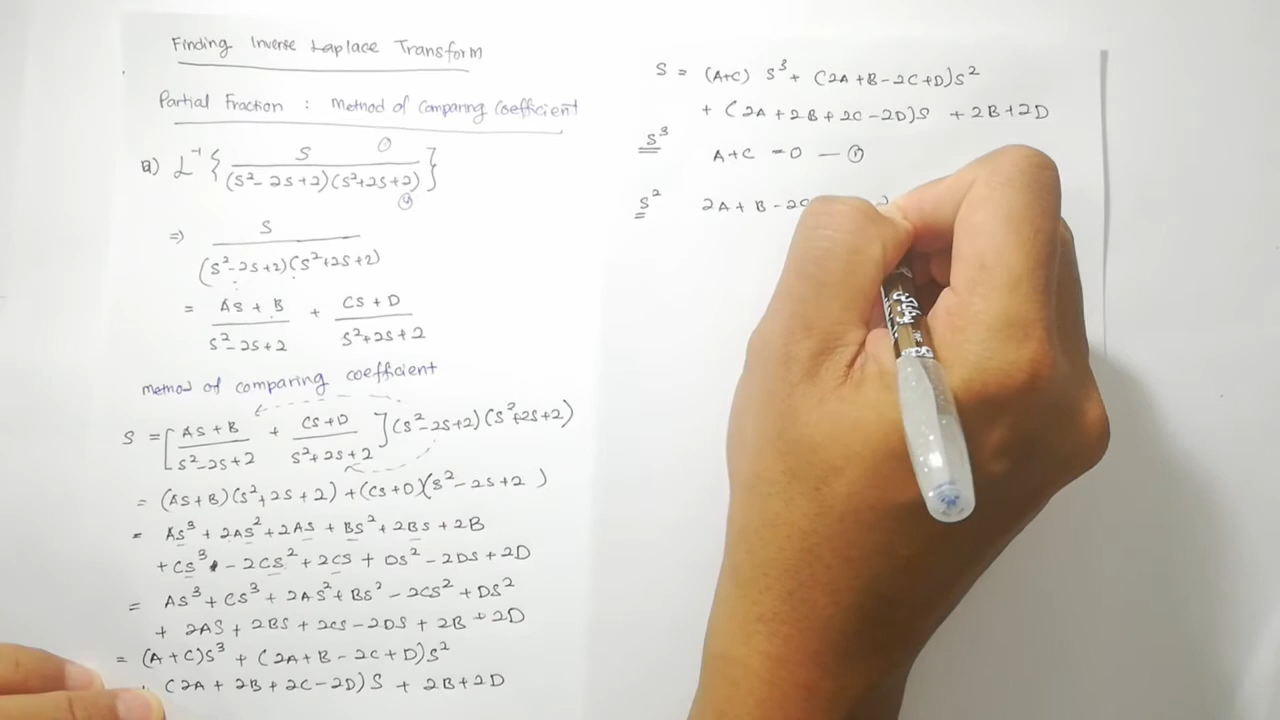 Finding Inverse Laplace Transform
Partial Fraction : Method of Comparing Coefficient
Q) L⁻¹ { S / (S²-2S+2)(S²+2S+2) }
=) S / (S²-2S+2)(S²+2S+2)
= AS+B / S²-2S+2 + CS+D / S²+2S+2
method of comparing coefficient
S = [ AS+B / S²-2S+2 + CS+D / S²+2S+2 ] (S²-2S+2)(S²+2S+2)
= (AS+B)(S²+2S+2) + (CS+D)(S²-2S+2)
= AS³ + 2AS² + 2AS + BS² + 2BS + 2B
+ CS³ - 2CS² + 2CS + DS² - 2DS + 2D
= AS³ + CS³ + 2AS² + BS² - 2CS² + DS²
+ 2AS + 2BS + 2CS - 2DS + 2B + 2D
= (A+C)S³ + (2A+B-2C+D)S²
(2A + 2B + 2C - 2D)S + 2B+2D
S = (A+C) S³ + (2A+B-2C+D)S²
+ (2A+2B+2C-2D)S + 2B+2D
S³ A+C = 0 — ①
S² 2A + B - 2C